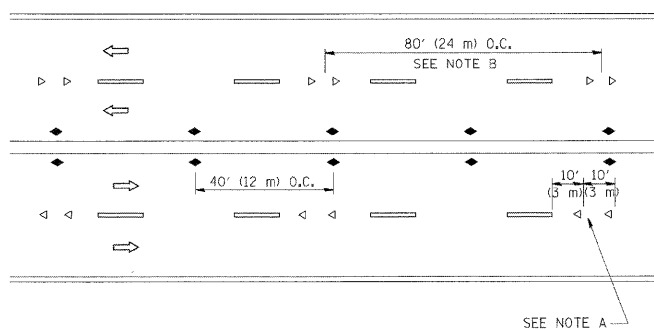 80' (24 m) O.C.
SEE NOTE B
40' (12 m) O.C.
10' 10'
(3 m) (3 m)
SEE NOTE A